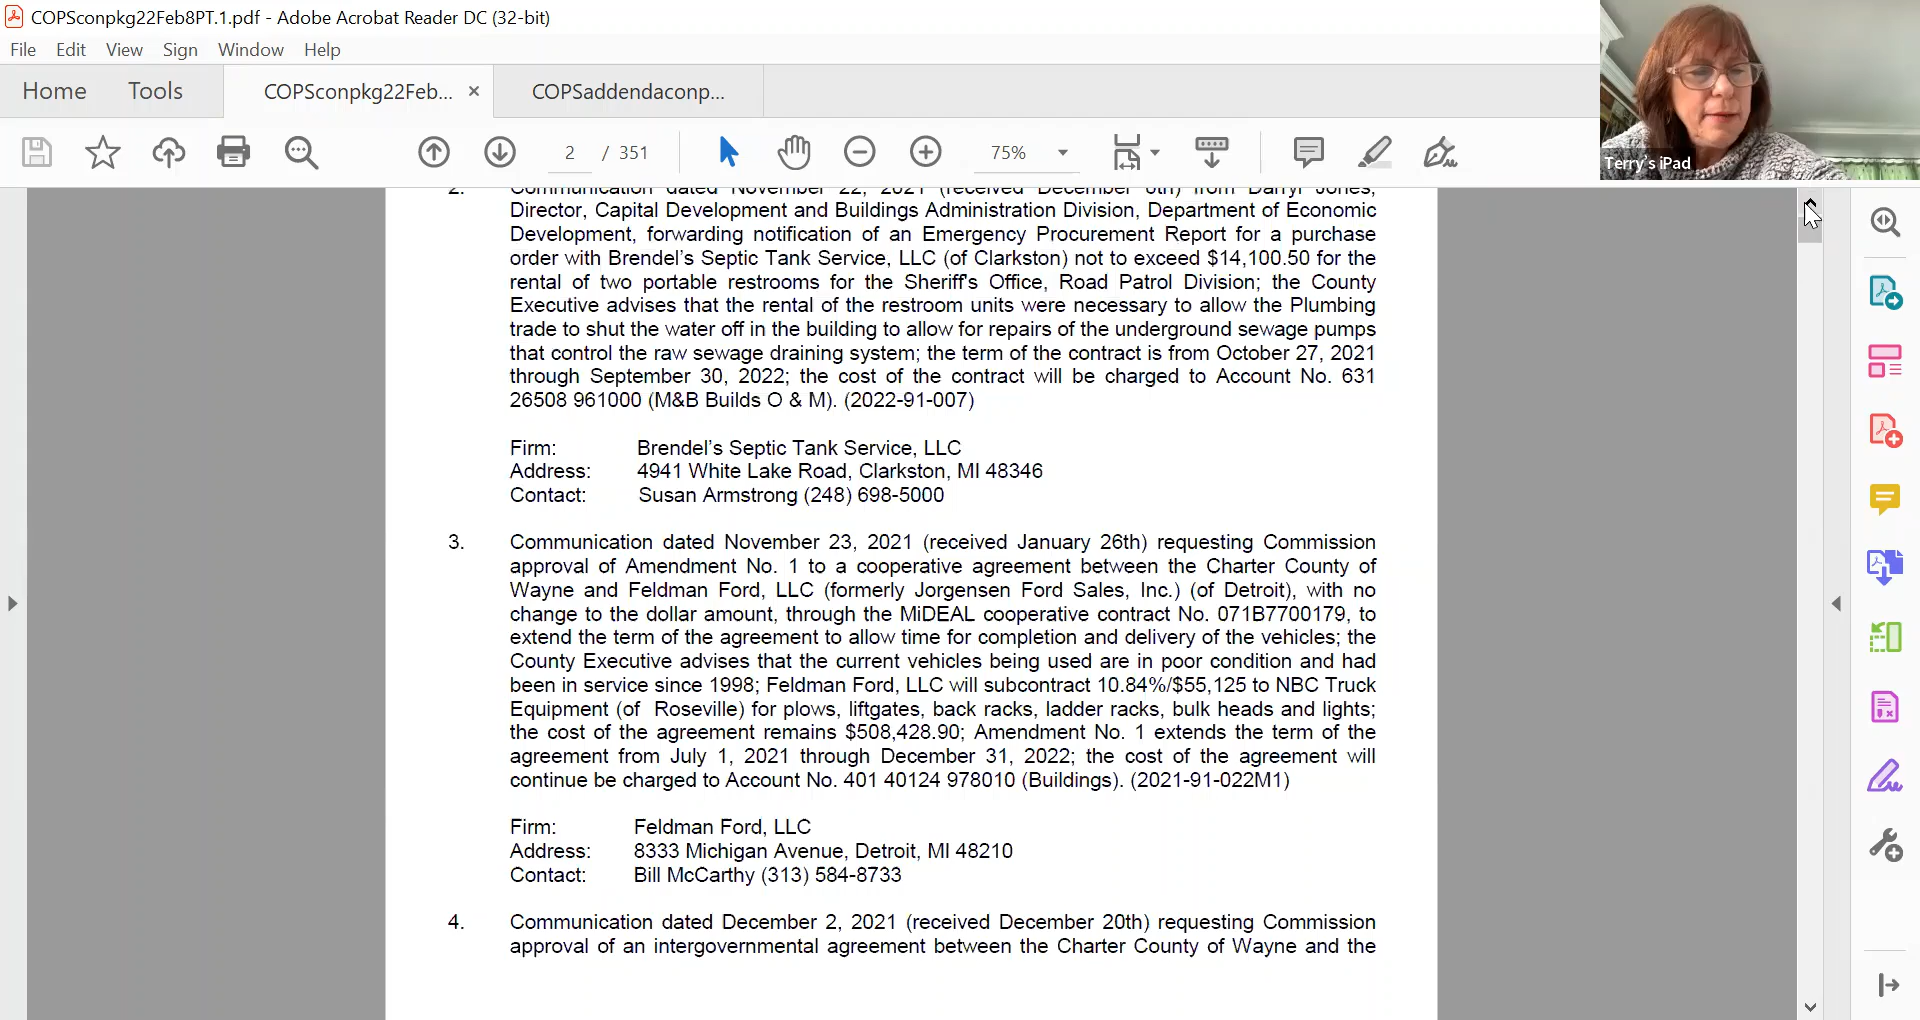 COPSconpkg22Feb8PT.1.pdf - Adobe Acrobat Reader DC (32-bit)
File Edit View Sign Window Help
Home Tools COPSconpkg22Feb... × COPSaddendaconp...
2 / 351 75%
Terry's iPad
2. Communication dated November 22, 2021 (received December 8th) from Darryl Jones,
Director, Capital Development and Buildings Administration Division, Department of Economic
Development, forwarding notification of an Emergency Procurement Report for a purchase
order with Brendel's Septic Tank Service, LLC (of Clarkston) not to exceed $14,100.50 for the
rental of two portable restrooms for the Sheriff's Office, Road Patrol Division; the County
Executive advises that the rental of the restroom units were necessary to allow the Plumbing
trade to shut the water off in the building to allow for repairs of the underground sewage pumps
that control the raw sewage draining system; the term of the contract is from October 27, 2021
through September 30, 2022; the cost of the contract will be charged to Account No. 631
26508 961000 (M&B Builds O & M). (2022-91-007)
Firm: Brendel's Septic Tank Service, LLC
Address: 4941 White Lake Road, Clarkston, MI 48346
Contact: Susan Armstrong (248) 698-5000
3. Communication dated November 23, 2021 (received January 26th) requesting Commission
approval of Amendment No. 1 to a cooperative agreement between the Charter County of
Wayne and Feldman Ford, LLC (formerly Jorgensen Ford Sales, Inc.) (of Detroit), with no
change to the dollar amount, through the MiDEAL cooperative contract No. 071B7700179, to
extend the term of the agreement to allow time for completion and delivery of the vehicles; the
County Executive advises that the current vehicles being used are in poor condition and had
been in service since 1998; Feldman Ford, LLC will subcontract 10.84%/$55,125 to NBC Truck
Equipment (of Roseville) for plows, liftgates, back racks, ladder racks, bulk heads and lights;
the cost of the agreement remains $508,428.90; Amendment No. 1 extends the term of the
agreement from July 1, 2021 through December 31, 2022; the cost of the agreement will
continue be charged to Account No. 401 40124 978010 (Buildings). (2021-91-022M1)
Firm: Feldman Ford, LLC
Address: 8333 Michigan Avenue, Detroit, MI 48210
Contact: Bill McCarthy (313) 584-8733
4. Communication dated December 2, 2021 (received December 20th) requesting Commission
approval of an intergovernmental agreement between the Charter County of Wayne and the